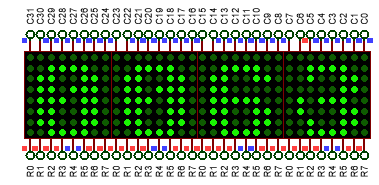 C31 C30 C29 C28 C27 C26 C25 C24 C23 C22 C21 C20 C19 C18 C17 C16 C15 C14 C13 C12 C11 C10 C9 C8 C7 C6 C5 C4 C3 C2 C1 C0
R0 R1 R2 R3 R4 R5 R6 R7 R0 R1 R2 R3 R4 R5 R6 R7 R0 R1 R2 R3 R4 R5 R6 R7 R0 R1 R2 R3 R4 R5 R6 R7